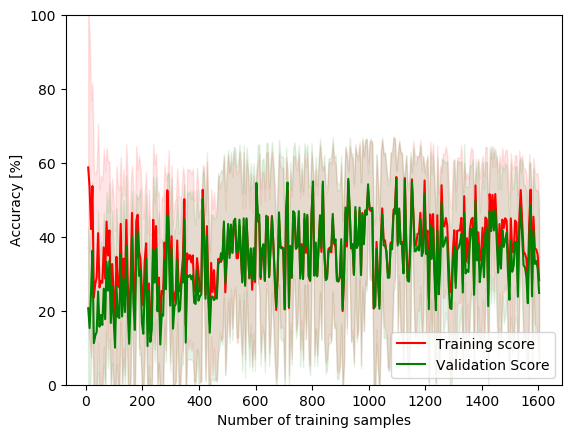 100
80
60
40
20
0
Accuracy [%]
Training score
Validation Score
0 200 400 600 800 1000 1200 1400 1600
Number of training samples